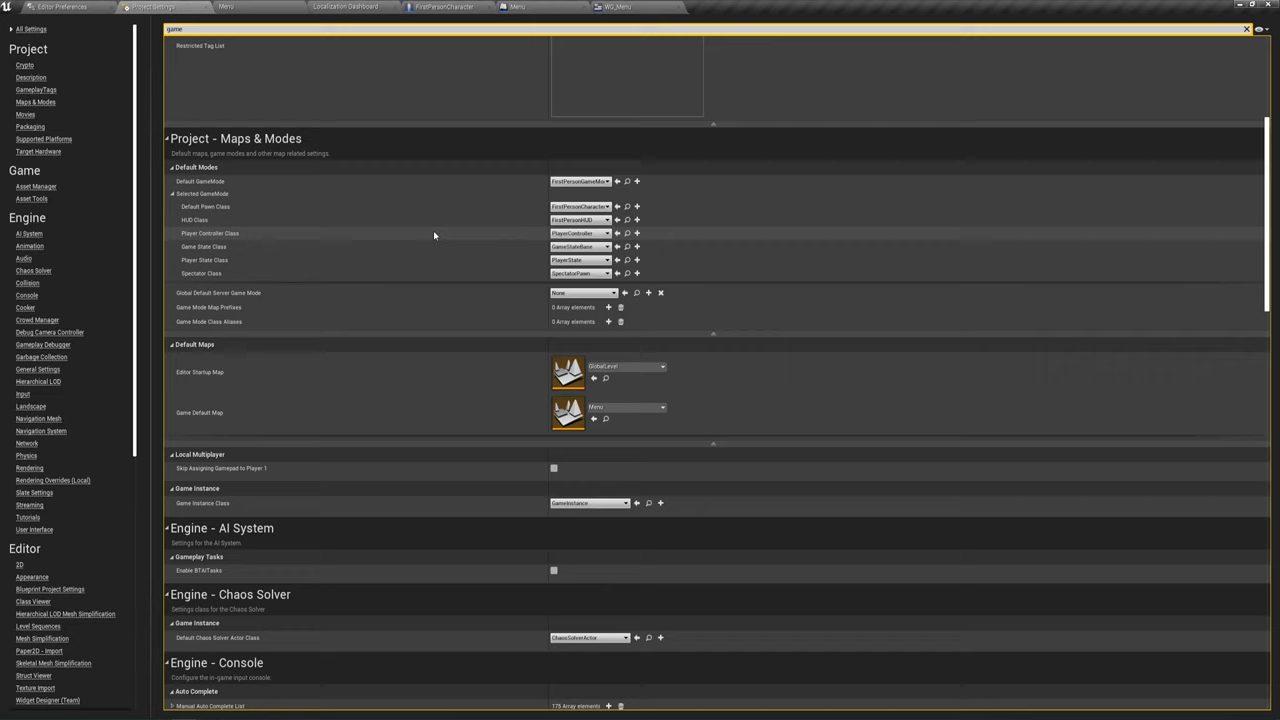 Editor Preferences
Project Settings
Menu
Localization Dashboard
FirstPersonCharacter
Menu
WG_Menu
All Settings
Project
Crypto
Description
GameplayTags
Maps & Modes
Movies
Packaging
Supported Platforms
Target Hardware
Game
Asset Manager
Asset Tools
Engine
AI System
Animation
Audio
Chaos Solver
Collision
Console
Cooker
Crowd Manager
Debug Camera Controller
Gameplay Debugger
Garbage Collection
General Settings
Hierarchical LOD
Input
Landscape
Navigation Mesh
Navigation System
Network
Physics
Rendering
Rendering Overrides (Local)
Slate Settings
Streaming
Tutorials
User Interface
Editor
2D
Appearance
Blueprint Project Settings
Class Viewer
Hierarchical LOD Mesh Simplification
Level Sequences
Mesh Simplification
Paper2D - Import
Skeletal Mesh Simplification
Struct Viewer
Texture Import
Widget Designer (Team)
game
Restricted Tag List
Project - Maps & Modes
Default maps, game modes and other map related settings.
Default Modes
Default GameMode FirstPersonGameMo
Selected GameMode
Default Pawn Class FirstPersonCharacter
HUD Class FirstPersonHUD
Player Controller Class PlayerController
Game State Class GameStateBase
Player State Class PlayerState
Spectator Class SpectatorPawn
Global Default Server Game Mode None
Game Mode Map Prefixes 0 Array elements
Game Mode Class Aliases 0 Array elements
Default Maps
Editor Startup Map GlobalLevel
Game Default Map Menu
Local Multiplayer
Skip Assigning Gamepad to Player 1
Game Instance
Game Instance Class GameInstance
Engine - AI System
Settings for the AI System.
Gameplay Tasks
Enable BTAITasks
Engine - Chaos Solver
Settings class for the Chaos Solver
Game Instance
Default Chaos Solver Actor Class ChaosSolverActor
Engine - Console
Configure the in-game input console.
Auto Complete
Manual Auto Complete List 175 Array elements